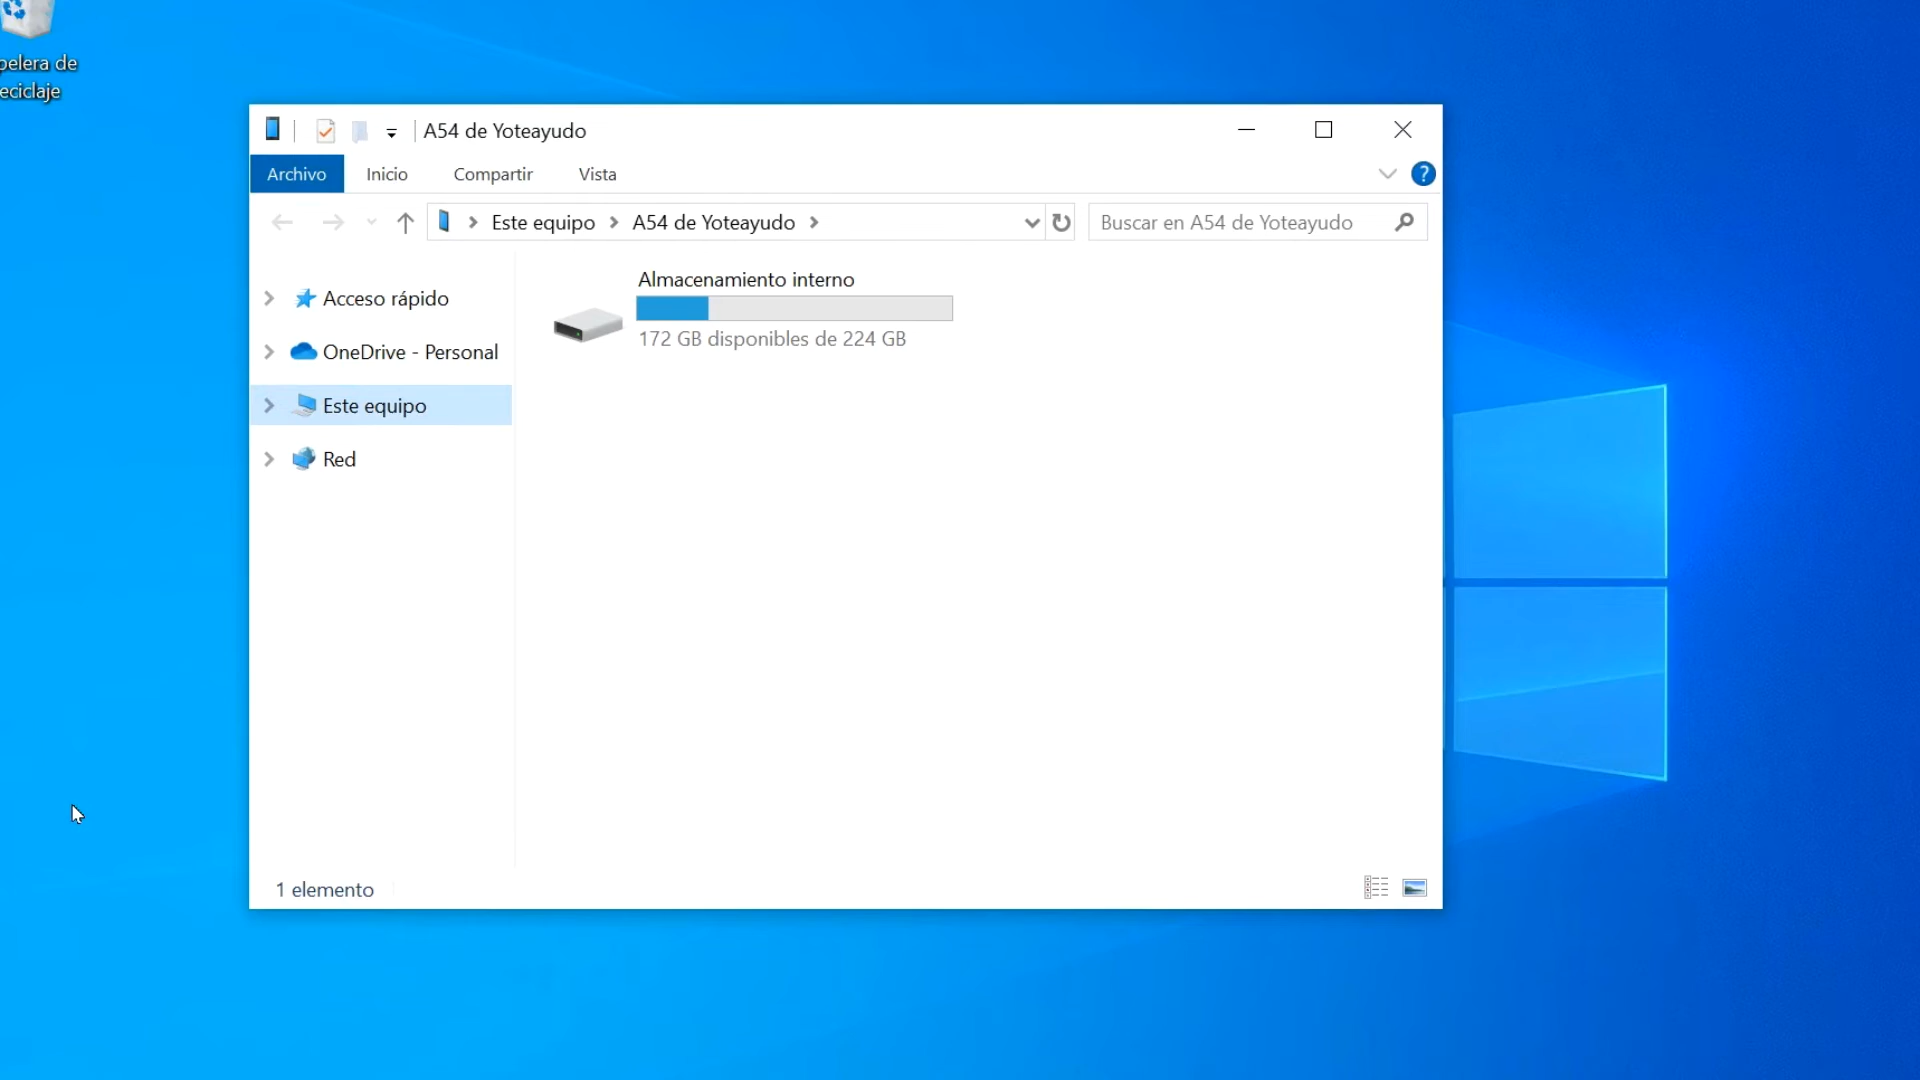 pelera de
eciclaje
A54 de Yoteayudo
Archivo Inicio Compartir Vista ?
Este equipo A54 de Yoteayudo Buscar en A54 de Yoteayudo
Acceso rápido
OneDrive - Personal
Este equipo
Red
Almacenamiento interno
172 GB disponibles de 224 GB
1 elemento